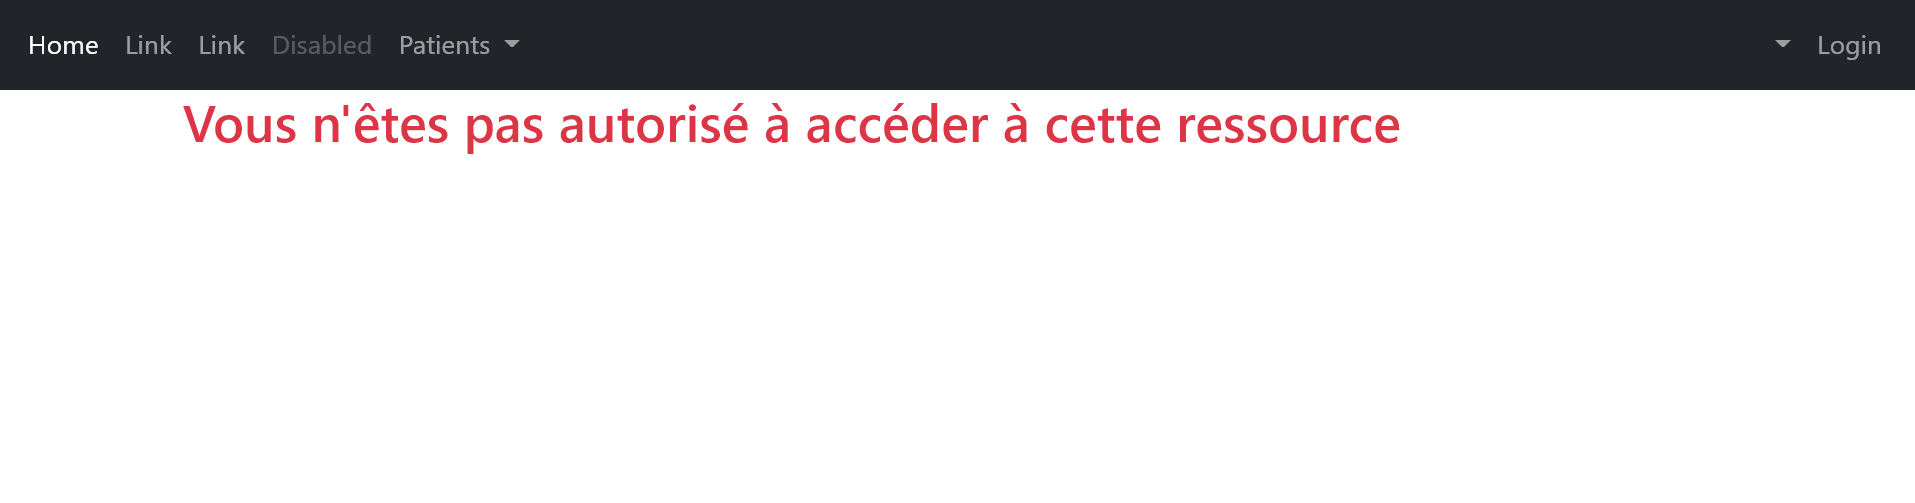 Home Link Link Disabled Patients Login
Vous n'êtes pas autorisé à accéder à cette ressource